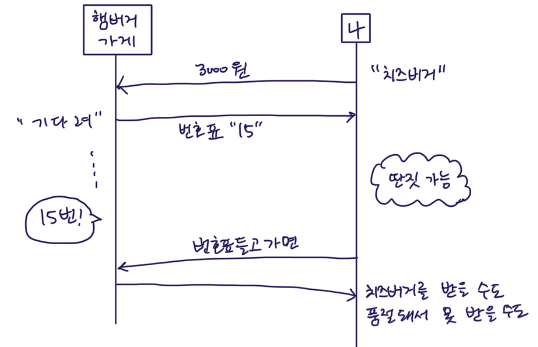 햄버거
가게
나
3000원
"치즈버거"
"기다려"
번호표 "15"
딴짓 가능
15번!
번호표들고가면
치즈버거를 받을 수도
품절돼서 못 받을 수도